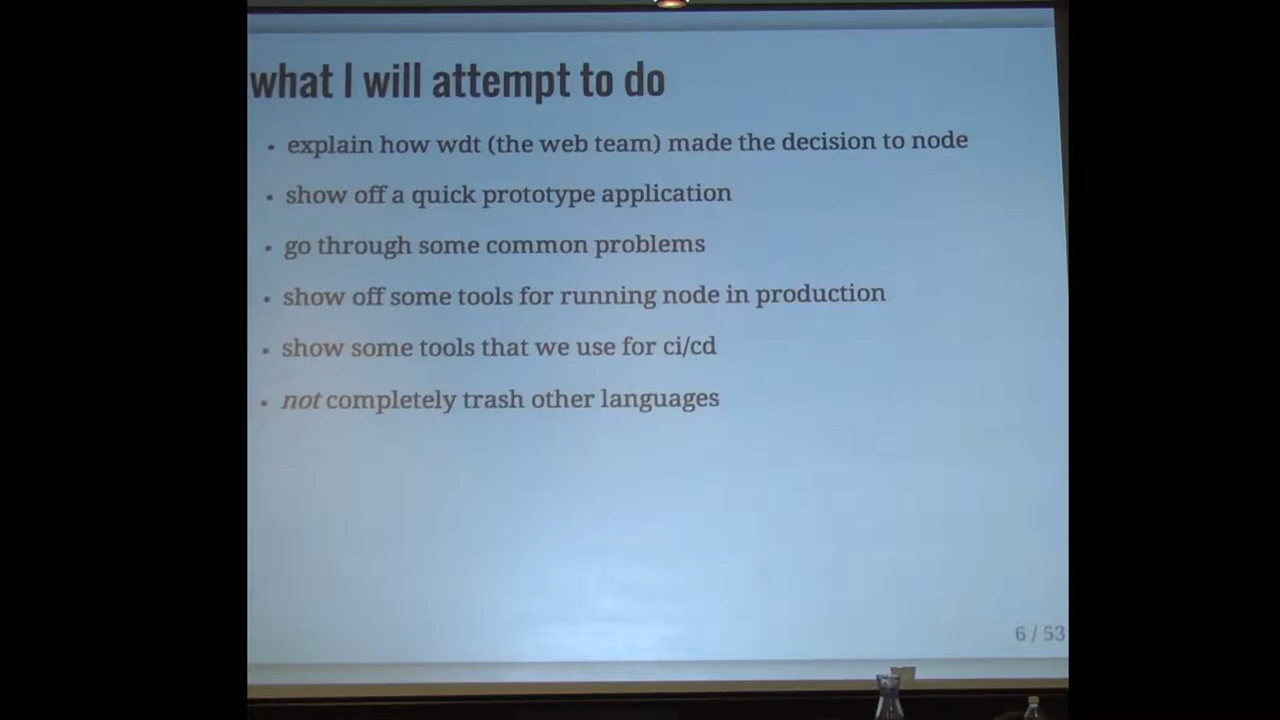 what I will attempt to do
• explain how wdt (the web team) made the decision to node
• show off a quick prototype application
• go through some common problems
• show off some tools for running node in production
• show some tools that we use for ci/cd
• not completely trash other languages
6 / 53